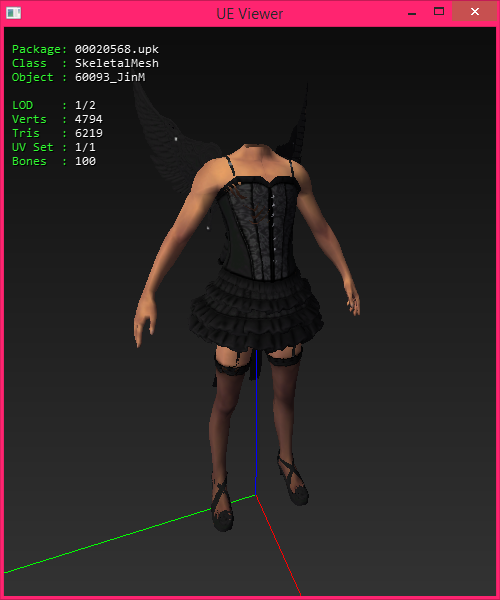 UE Viewer
Package: 00020568.upk
Class : SkeletalMesh
Object : 60093_JinM
LOD : 1/2
Verts : 4794
Tris : 6219
UV Set : 1/1
Bones : 100